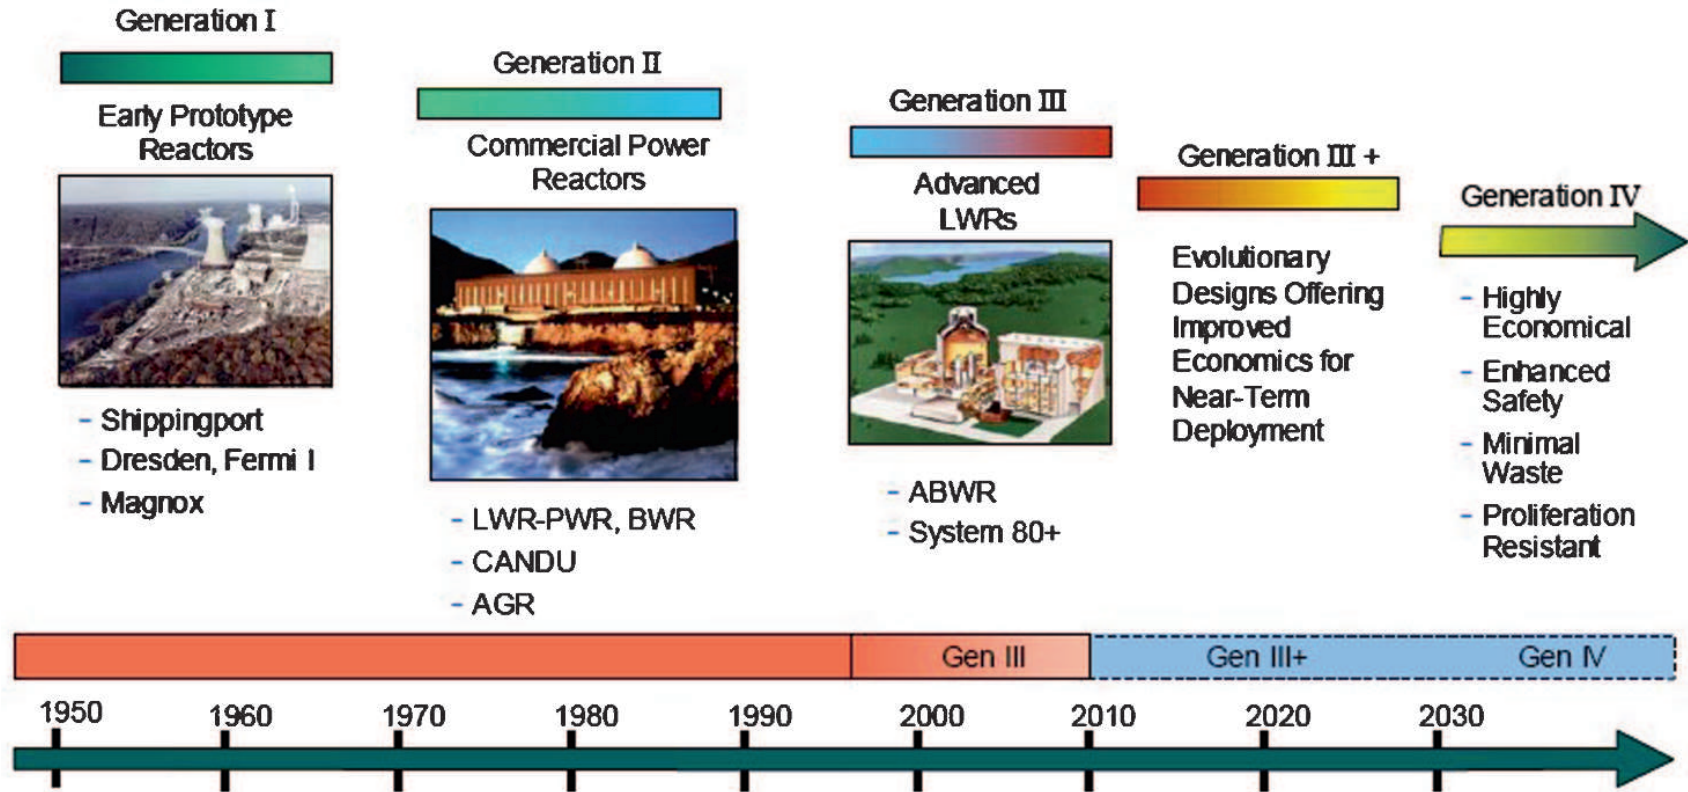 Generation I
Early Prototype
Reactors
- Shippingport
- Dresden, Fermi I
- Magnox
Generation II
Commercial Power
Reactors
- LWR-PWR, BWR
- CANDU
- AGR
Generation III
Advanced
LWRs
- ABWR
- System 80+
Generation III +
Evolutionary
Designs Offering
Improved
Economics for
Near-Term
Deployment
Generation IV
- Highly
Economical
- Enhanced
Safety
- Minimal
Waste
- Proliferation
Resistant
Gen III
Gen III+
Gen IV
1950
1960
1970
1980
1990
2000
2010
2020
2030